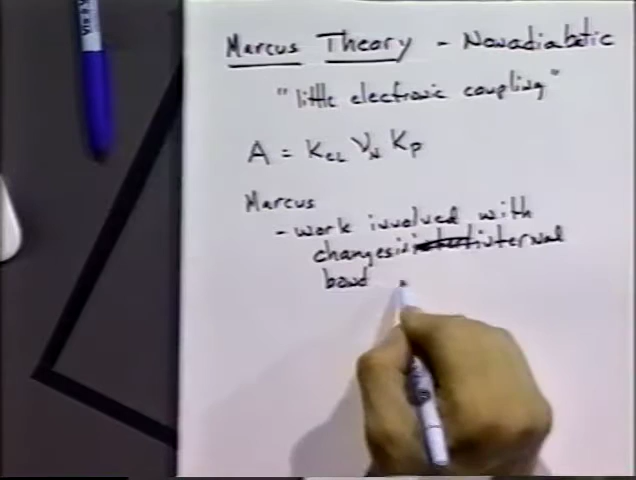 Marcus Theory - Nonadiabatic
"little electronic coupling"
A = Kel νN Kp
Marcus
- work involved with
changes in internal
bond